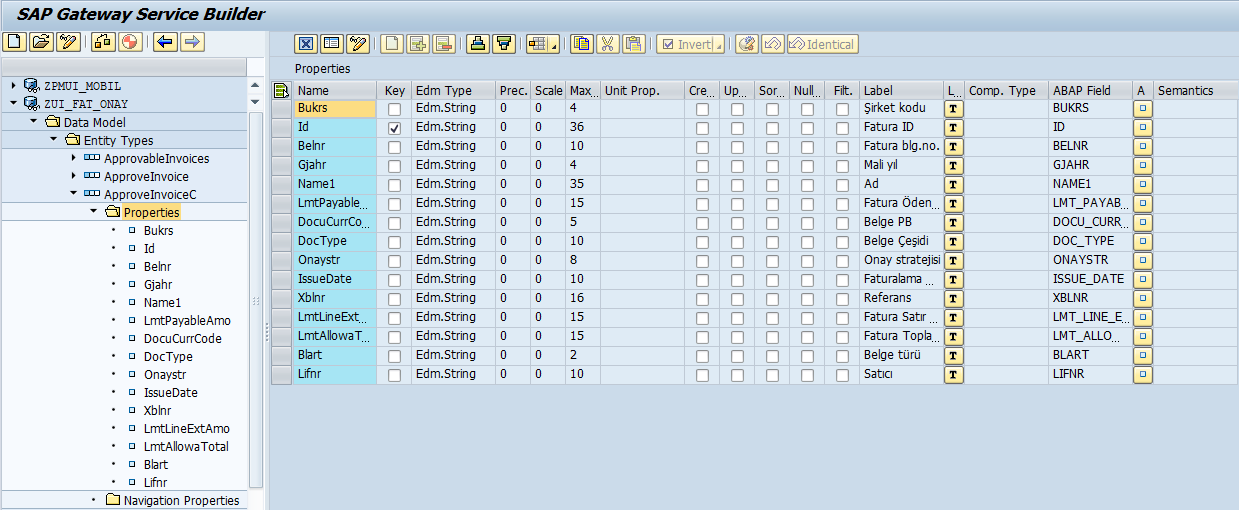 SAP Gateway Service Builder
Invert
Identical
ZPMUI_MOBIL
ZUI_FAT_ONAY
Data Model
Entity Types
ApprovableInvoices
ApproveInvoice
ApproveInvoiceC
Properties
Bukrs
Id
Belnr
Gjahr
Name1
LmtPayableAmo
DocuCurrCode
DocType
Onaystr
IssueDate
Xblnr
LmtLineExtAmo
LmtAllowaTotal
Blart
Lifnr
Navigation Properties
Properties
Name Key Edm Type Prec. Scale Max... Unit Prop. Cre... Up... Sor... Null... Filt. Label L... Comp. Type ABAP Field A Semantics
Bukrs Edm.String 0 0 4 Şirket kodu T BUKRS
Id Edm.String 0 0 36 Fatura ID T ID
Belnr Edm.String 0 0 10 Fatura blg.no. T BELNR
Gjahr Edm.String 0 0 4 Mali yıl T GJAHR
Name1 Edm.String 0 0 35 Ad T NAME1
LmtPayable... Edm.String 0 0 15 Fatura Öden... T LMT_PAYAB...
DocuCurrCo... Edm.String 0 0 5 Belge PB T DOCU_CURR...
DocType Edm.String 0 0 10 Belge Çeşidi T DOC_TYPE
Onaystr Edm.String 0 0 8 Onay stratejisi T ONAYSTR
IssueDate Edm.String 0 0 10 Faturalama ... T ISSUE_DATE
Xblnr Edm.String 0 0 16 Referans T XBLNR
LmtLineExt... Edm.String 0 0 15 Fatura Satır ... T LMT_LINE_E...
LmtAllowaT... Edm.String 0 0 15 Fatura Topla... T LMT_ALLO...
Blart Edm.String 0 0 2 Belge türü T BLART
Lifnr Edm.String 0 0 10 Satıcı T LIFNR